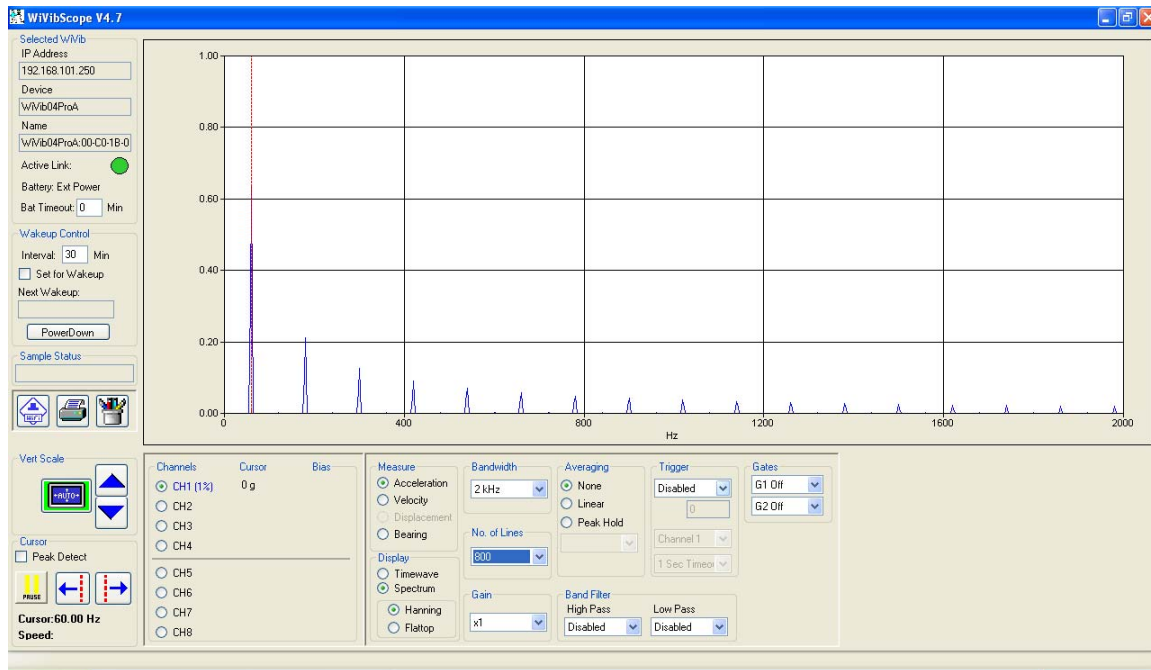 WiVibScope V4.7
Selected WiVib
IP Address
192.168.101.250
Device
WiVib04ProA
Name
WiVib04ProA:00-C0-1B-0
Active Link:
Battery: Ext Power
Bat Timeout: 0 Min
Wakeup Control
Interval: 30 Min
Set for Wakeup
Next Wakeup:
PowerDown
Sample Status
1.00
0.80
0.60
0.40
0.20
0.00
0 400 800 1200 1600 2000
Hz
Vert Scale
AUTO
Cursor
Peak Detect
PAUSE
Cursor:60.00 Hz
Speed:
Channels Cursor Bias
CH1 (1%) 0 g
CH2
CH3
CH4
CH5
CH6
CH7
CH8
Measure
Acceleration
Velocity
Displacement
Bearing
Display
Timewave
Spectrum
Hanning
Flattop
Bandwidth
2 kHz
No. of Lines
800
Gain
x1
Averaging
None
Linear
Peak Hold
Band Filter
High Pass Low Pass
Disabled Disabled
Trigger
Disabled
0
Channel 1
1 Sec Timeou
Gates
G1 Off
G2 Off